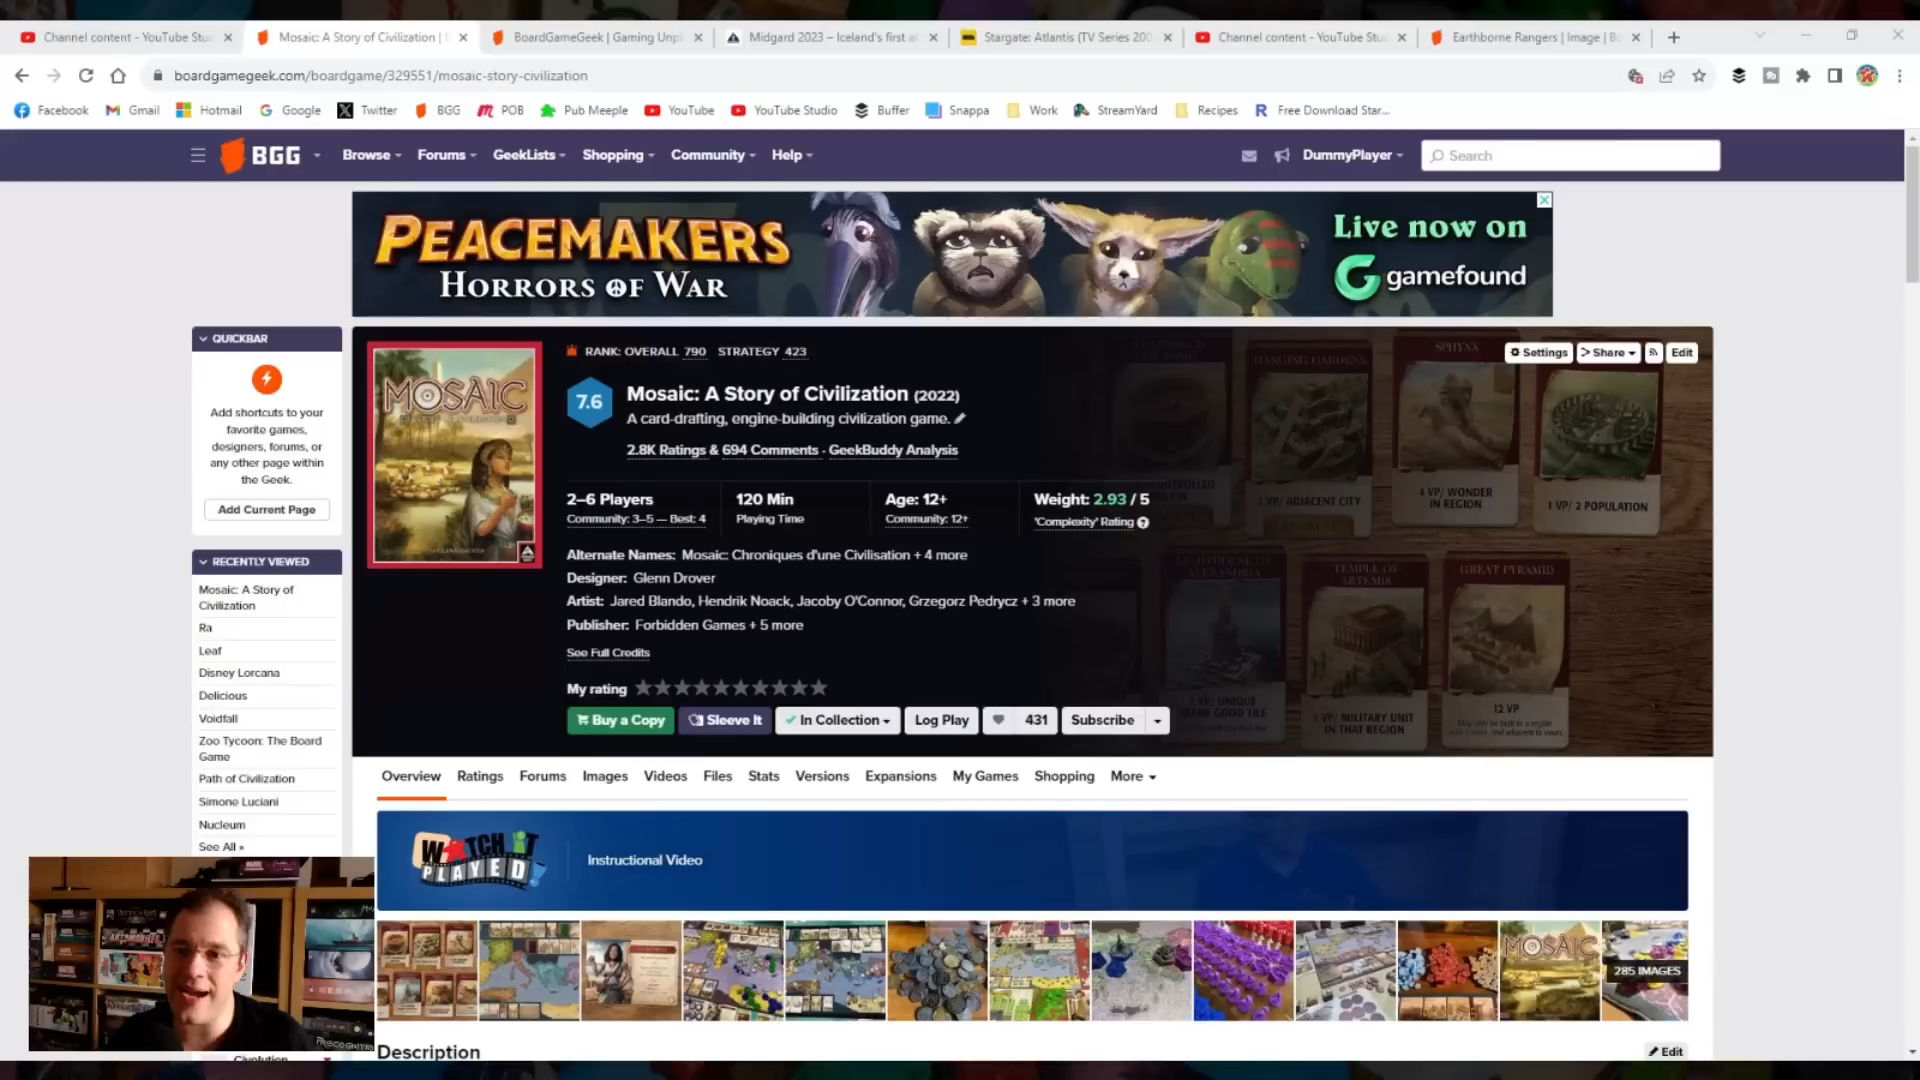 Channel content - YouTube Stu
Mosaic: A Story of Civilization |
BoardGameGeek | Gaming Unpl
Midgard 2023 – Iceland's first al
Stargate: Atlantis (TV Series 200
Channel content - YouTube Stu
Earthborne Rangers | Image | B
boardgamegeek.com/boardgame/329551/mosaic-story-civilization
Facebook Gmail Hotmail Google Twitter BGG POB Pub Meeple YouTube YouTube Studio Buffer Snappa Work StreamYard Recipes Free Download Star...
BGG Browse Forums GeekLists Shopping Community Help DummyPlayer Search
PEACEMAKERS
HORRORS OF WAR
Live now on
gamefound
QUICKBAR
Add shortcuts to your
favorite games,
designers, forums, or
any other page within
the Geek.
Add Current Page
RECENTLY VIEWED
Mosaic: A Story of
Civilization
Ra
Leaf
Disney Lorcana
Delicious
Voidfall
Zoo Tycoon: The Board
Game
Path of Civilization
Simone Luciani
Nucleum
See All »
Civolution
MOSAIC
RANK: OVERALL 790 STRATEGY 423
Settings Share Edit
7.6
Mosaic: A Story of Civilization (2022)
A card-drafting, engine-building civilization game.
2.8K Ratings & 694 Comments · GeekBuddy Analysis
2–6 Players
Community: 3–5 — Best: 4
120 Min
Playing Time
Age: 12+
Community: 12+
Weight: 2.93 / 5
'Complexity' Rating
Alternate Names: Mosaic: Chroniques d'une Civilisation + 4 more
Designer: Glenn Drover
Artist: Jared Blando, Hendrik Noack, Jacoby O'Connor, Grzegorz Pedrycz + 3 more
Publisher: Forbidden Games + 5 more
See Full Credits
My rating
Buy a Copy Sleeve It In Collection Log Play 431 Subscribe
HANGING GARDENS
SPHYNX
1 VP/ ADJACENT CITY
4 VP/ WONDER
IN REGION
1 VP/ 2 POPULATION
LIGHTHOUSE OF
ALEXANDRIA
TEMPLE OF
ARTEMIS
GREAT PYRAMID
1 VP/ UNIQUE
TRADE GOOD TILE
1 VP/ MILITARY UNIT
IN THAT REGION
12 VP
Overview Ratings Forums Images Videos Files Stats Versions Expansions My Games Shopping More
WATCH IT
PLAYED
Instructional Video
MOSAIC
285 IMAGES
Description
Edit